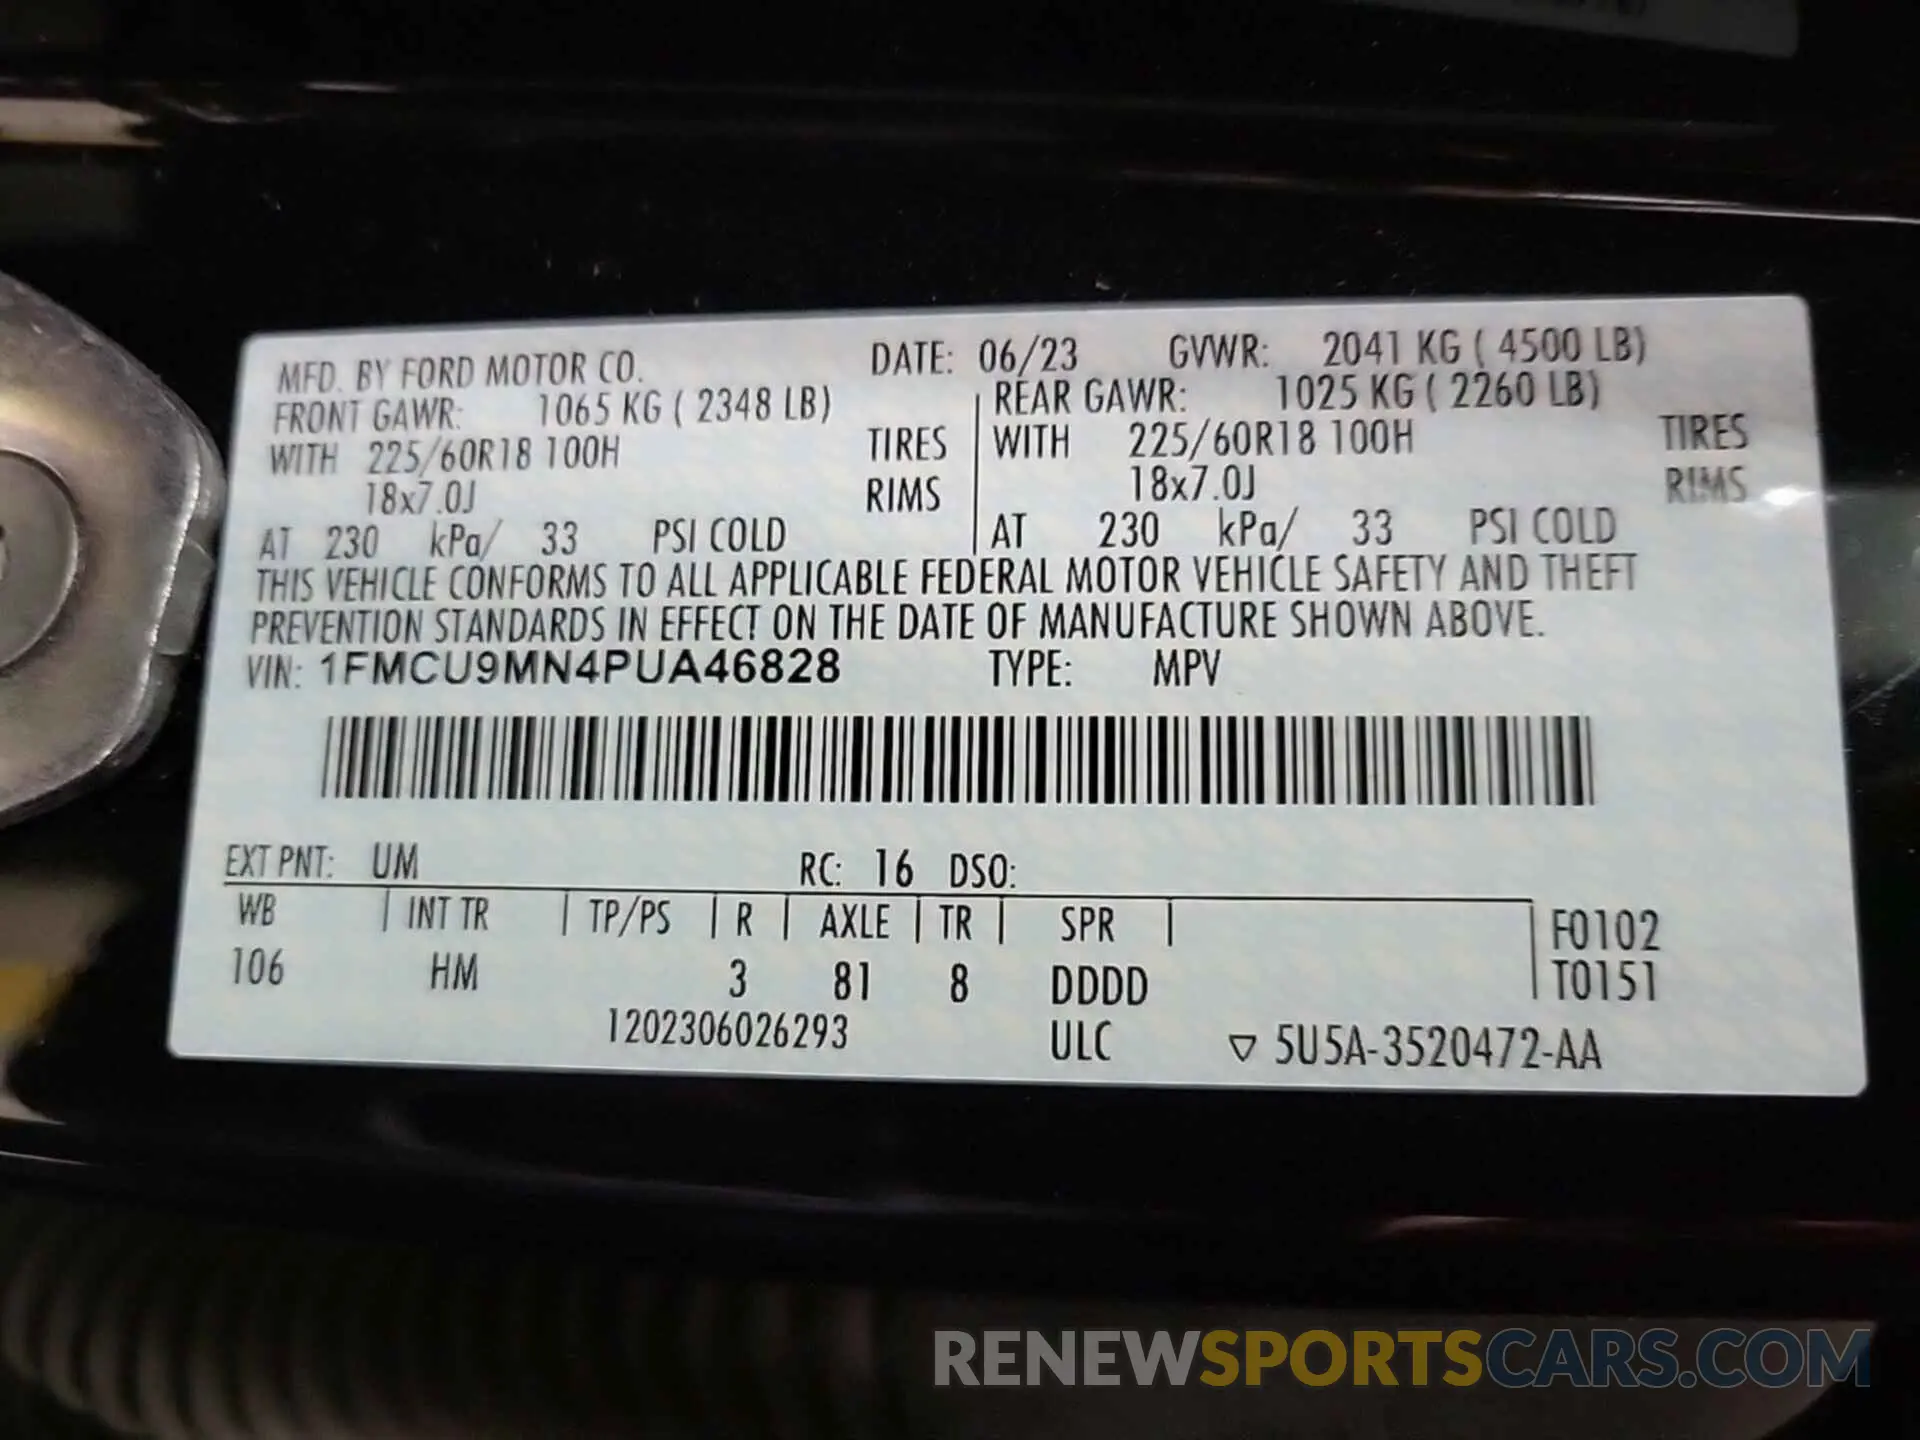 MFD. BY FORD MOTOR CO. DATE: 06/23 GVWR: 2041 KG ( 4500 LB)
FRONT GAWR: 1065 KG ( 2348 LB) REAR GAWR: 1025 KG ( 2260 LB)
WITH 225/60R18 100H TIRES WITH 225/60R18 100H TIRES
18x7.0J RIMS 18x7.0J RIMS
AT 230 kPa/ 33 PSI COLD AT 230 kPa/ 33 PSI COLD
THIS VEHICLE CONFORMS TO ALL APPLICABLE FEDERAL MOTOR VEHICLE SAFETY AND THEFT
PREVENTION STANDARDS IN EFFECT ON THE DATE OF MANUFACTURE SHOWN ABOVE.
VIN: 1FMCU9MN4PUA46828 TYPE: MPV
EXT PNT: UM RC: 16 DSO:
WB INT TR TP/PS R AXLE TR SPR F0102
106 HM 3 81 8 DDDD T0151
1202306026293 ULC ▽ 5U5A-3520472-AA
RENEWSPORTSCARS.COM